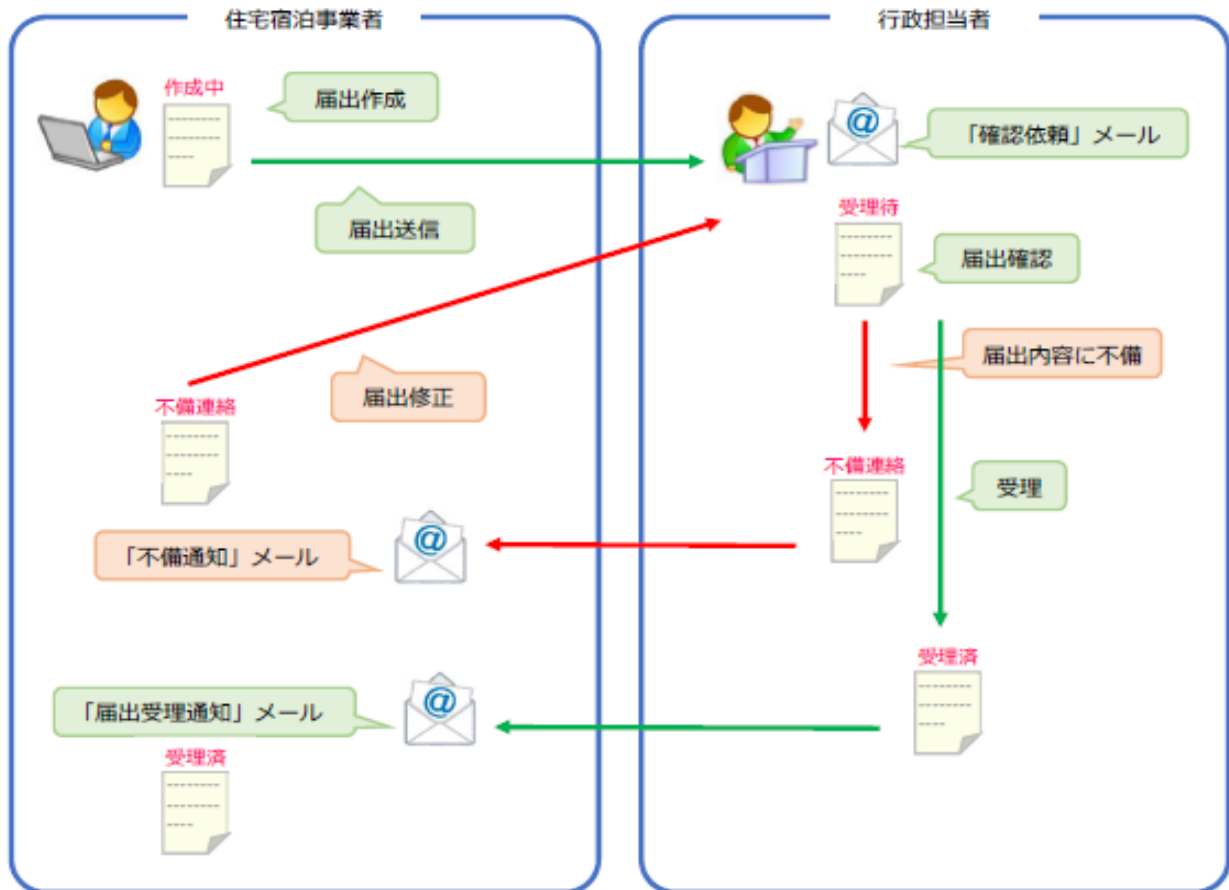 住宅宿泊事業者
行政担当者
作成中
届出作成
「確認依頼」メール
届出送信
受理待
届出確認
届出内容に不備
届出修正
不備連絡
不備連絡
受理
「不備通知」メール
受理済
「届出受理通知」メール
受理済